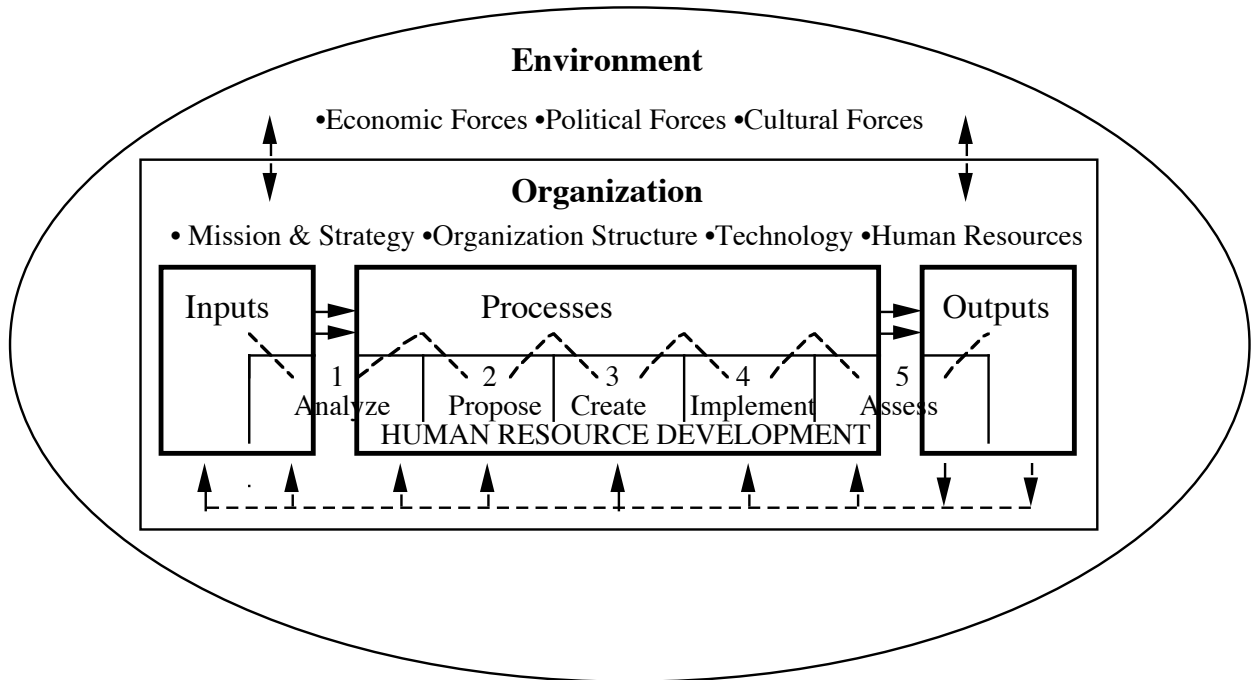 Environment
•Economic Forces •Political Forces •Cultural Forces
Organization
• Mission & Strategy •Organization Structure •Technology •Human Resources
Inputs Processes Outputs
1 2 3 4 5
Analyze Propose Create Implement Assess
HUMAN RESOURCE DEVELOPMENT